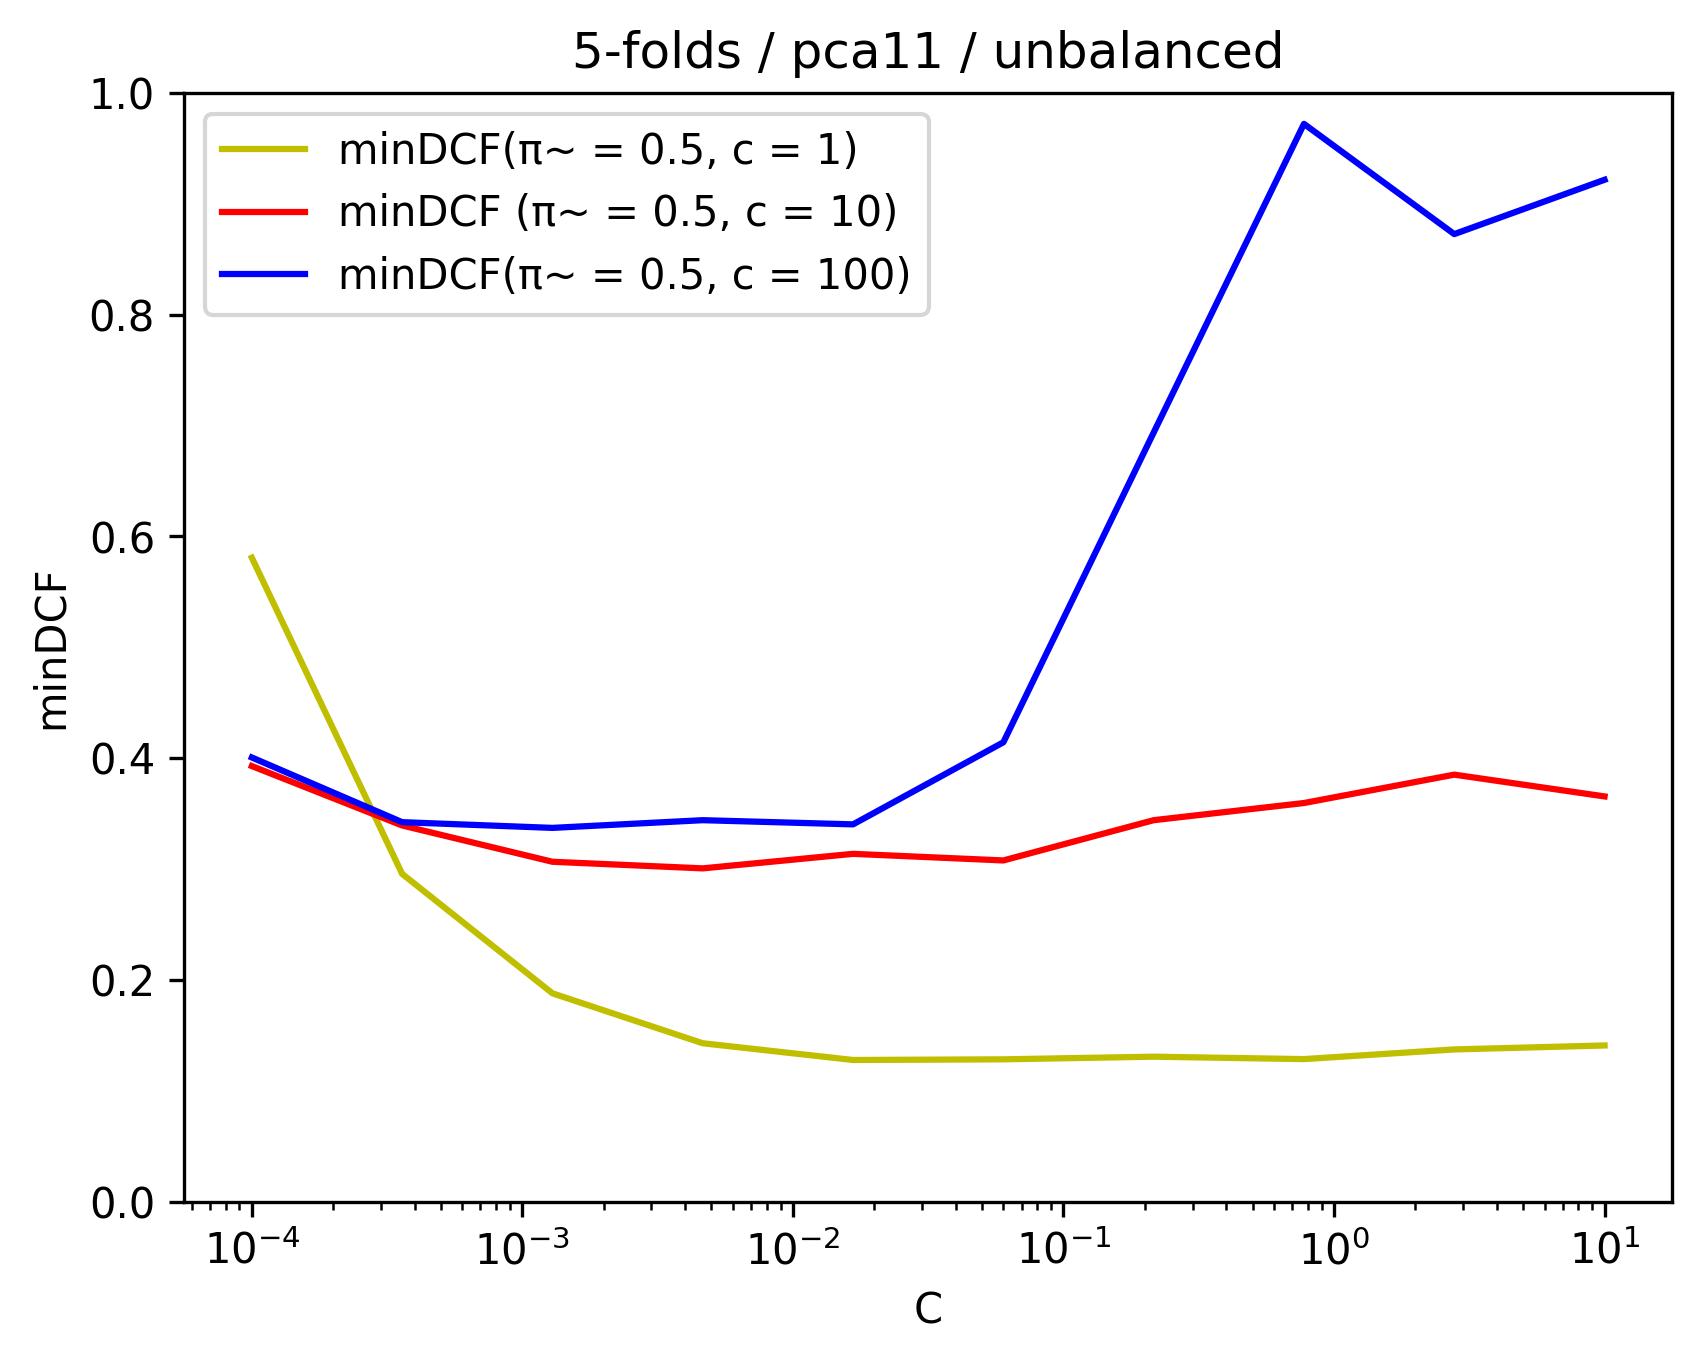 5-folds / pca11 / unbalanced
1.0
0.8
0.6
0.4
0.2
0.0
minDCF
minDCF(π~ = 0.5, c = 1)
minDCF (π~ = 0.5, c = 10)
minDCF(π~ = 0.5, c = 100)
10⁻⁴ 10⁻³ 10⁻² 10⁻¹ 10⁰ 10¹
C